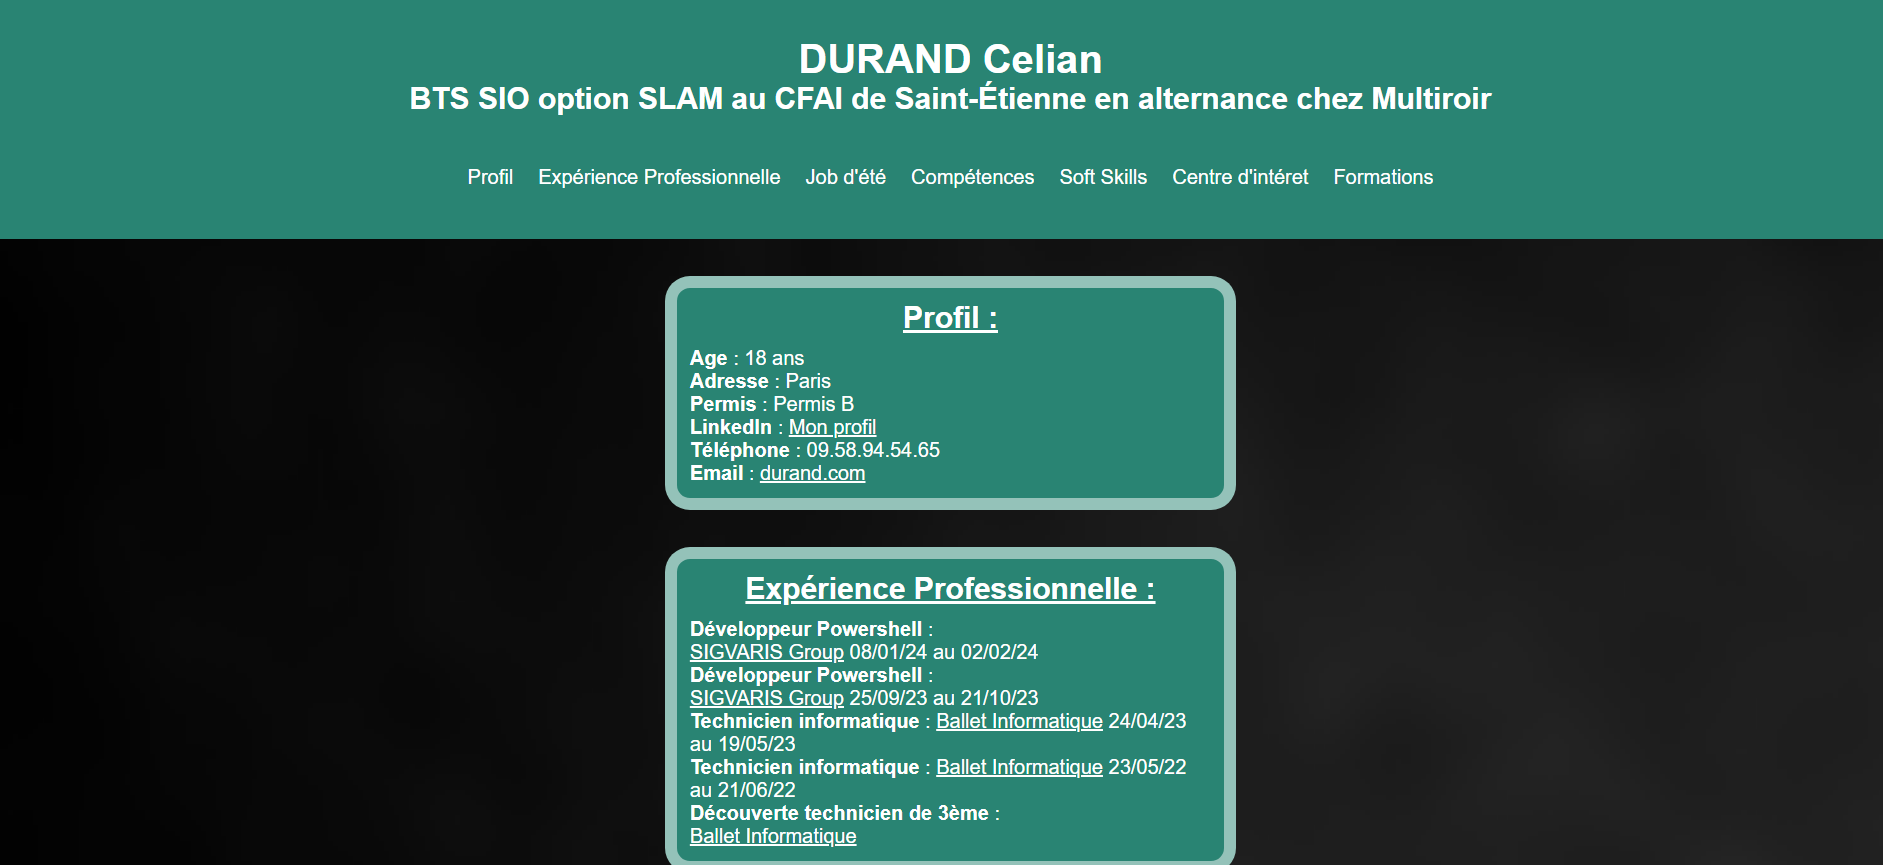 DURAND Celian
BTS SIO option SLAM au CFAI de Saint-Étienne en alternance chez Multiroir
Profil Expérience Professionnelle Job d'été Compétences Soft Skills Centre d'intéret Formations
Profil :
Age : 18 ans
Adresse : Paris
Permis : Permis B
LinkedIn : Mon profil
Téléphone : 09.58.94.54.65
Email : durand.com
Expérience Professionnelle :
Développeur Powershell :
SIGVARIS Group 08/01/24 au 02/02/24
Développeur Powershell :
SIGVARIS Group 25/09/23 au 21/10/23
Technicien informatique : Ballet Informatique 24/04/23
au 19/05/23
Technicien informatique : Ballet Informatique 23/05/22
au 21/06/22
Découverte technicien de 3ème :
Ballet Informatique